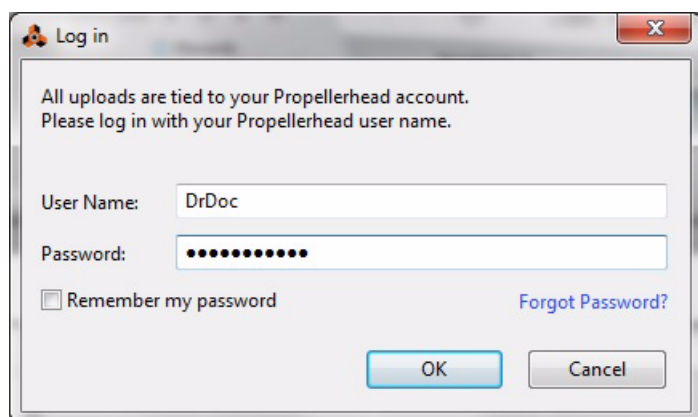 Log in
All uploads are tied to your Propellerhead account.
Please log in with your Propellerhead user name.
User Name: DrDoc
Password: •••••••••••
Remember my password Forgot Password?
OK Cancel